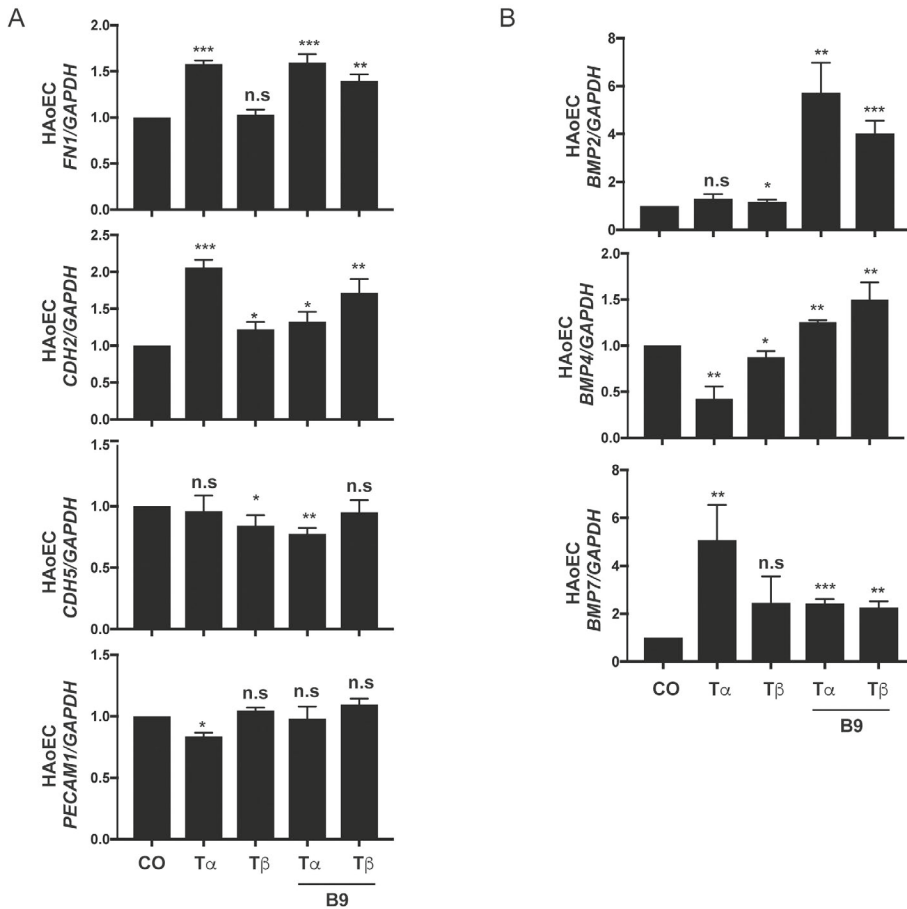 A
HAoEC
FN1/GAPDH
2.0
1.5
1.0
0.5
0.0
***
n.s
***
**
HAoEC
CDH2/GAPDH
2.5
2.0
1.5
1.0
0.5
0.0
***
*
*
**
HAoEC
CDH5/GAPDH
1.5
1.0
0.5
0.0
n.s
*
**
n.s
HAoEC
PECAM1/GAPDH
1.5
1.0
0.5
0.0
*
n.s
n.s
n.s
CO Tα Tβ Tα Tβ
B9
B
HAoEC
BMP2/GAPDH
8
6
4
2
0
n.s
*
**
***
HAoEC
BMP4/GAPDH
2.0
1.5
1.0
0.5
0.0
**
*
**
**
HAoEC
BMP7/GAPDH
8
6
4
2
0
**
n.s
***
**
CO Tα Tβ Tα Tβ
B9